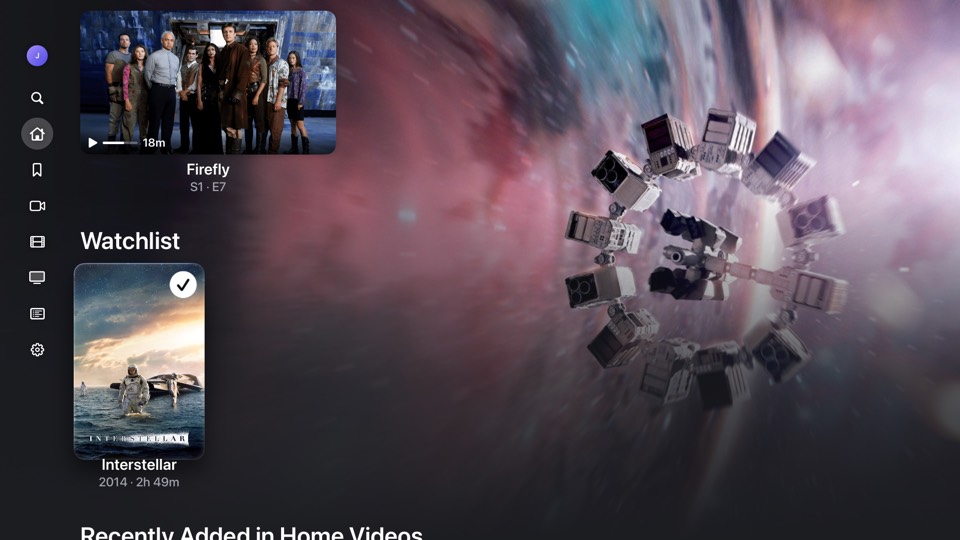 J
18m
Firefly
S1 · E7
Watchlist
INTERSTELLAR
Interstellar
2014 · 2h 49m
Recently Added in Home Videos